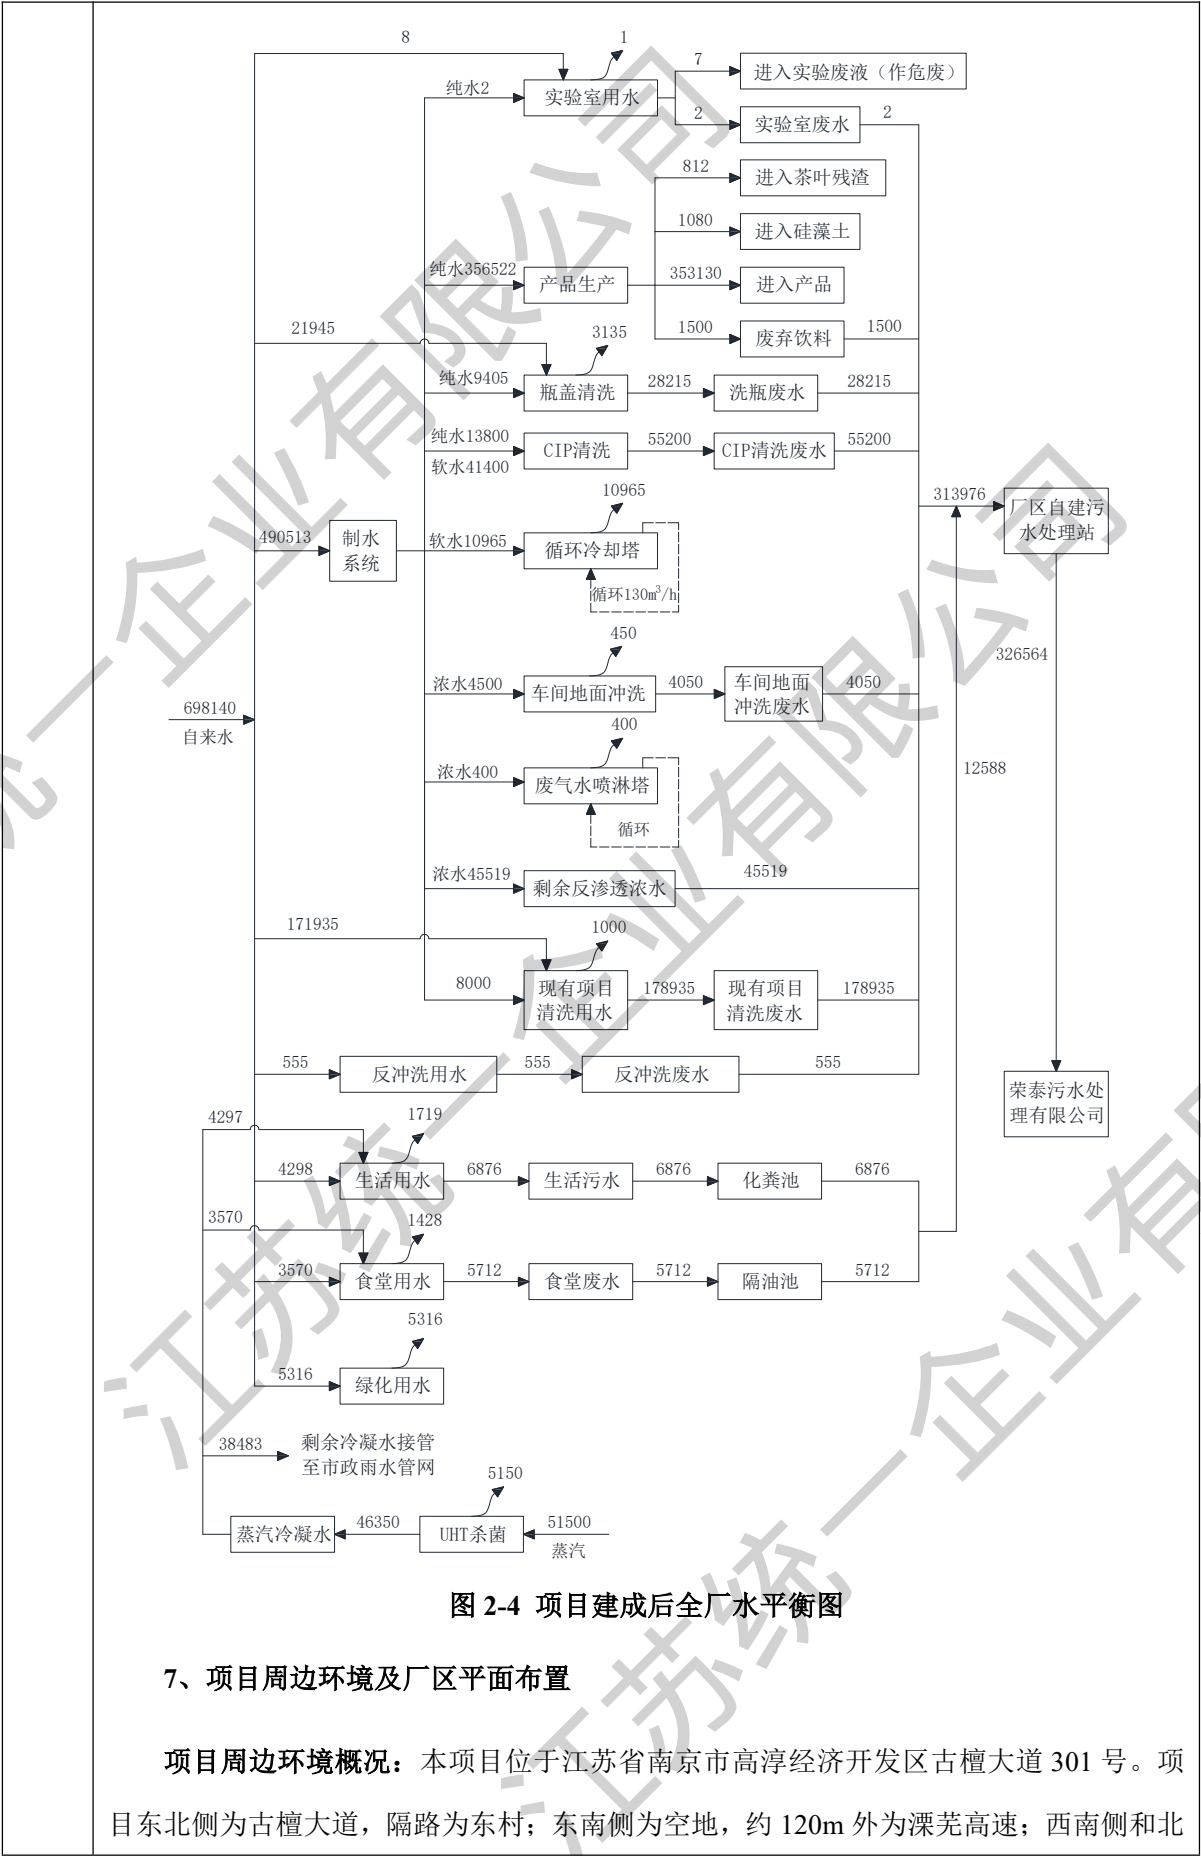 8
1
纯水2
实验室用水
7
进入实验废液（作危废）
2
实验室废水
2
812
进入茶叶残渣
1080
进入硅藻土
纯水356522
产品生产
353130
进入产品
21945
3135
1500
废弃饮料
1500
纯水9405
瓶盖清洗
28215
洗瓶废水
28215
纯水13800
软水41400
CIP清洗
55200
CIP清洗废水
55200
10965
313976
厂区自建污
水处理站
490513
制水
系统
软水10965
循环冷却塔
循环130m³/h
450
326564
浓水4500
车间地面冲洗
4050
车间地面
冲洗废水
4050
698140
自来水
400
浓水400
废气水喷淋塔
12588
循环
浓水45519
剩余反渗透浓水
45519
171935
1000
8000
现有项目
清洗用水
178935
现有项目
清洗废水
178935
555
反冲洗用水
555
反冲洗废水
555
荣泰污水处
理有限公司
4297
1719
4298
生活用水
6876
生活污水
6876
化粪池
6876
3570
1428
3570
食堂用水
5712
食堂废水
5712
隔油池
5712
5316
5316
绿化用水
38483
剩余冷凝水接管
至市政雨水管网
5150
蒸汽冷凝水
46350
UHT杀菌
51500
蒸汽
图 2-4 项目建成后全厂水平衡图
7、项目周边环境及厂区平面布置
项目周边环境概况：本项目位于江苏省南京市高淳经济开发区古檀大道 301 号。项
目东北侧为古檀大道，隔路为东村；东南侧为空地，约 120m 外为溧芜高速；西南侧和北
江苏统一企业有限公司